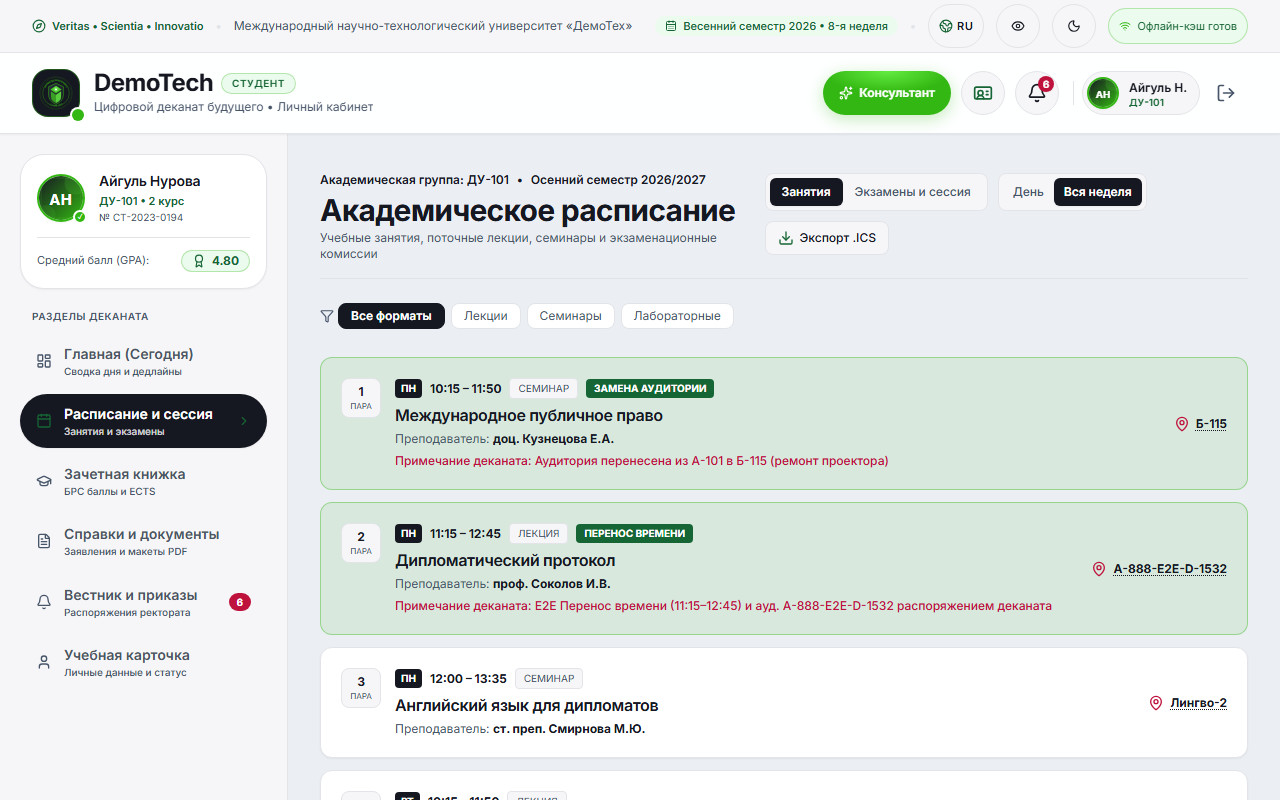 Veritas • Scientia • Innovatio • Международный научно-технологический университет «ДемоТех» Весенний семестр 2026 • 8-я неделя • RU Офлайн-кэш готов
DemoTech СТУДЕНТ
Цифровой деканат будущего • Личный кабинет
Консультант
6
АН
Айгуль Н.
ДУ-101
АН
Айгуль Нурова
ДУ-101 • 2 курс
№ СТ-2023-0194
Средний балл (GPA): 4.80
РАЗДЕЛЫ ДЕКАНАТА
Главная (Сегодня)
Сводка дня и дедлайны
Расписание и сессия
Занятия и экзамены
Зачетная книжка
БРС баллы и ECTS
Справки и документы
Заявления и макеты PDF
Вестник и приказы
Распоряжения ректората
6
Учебная карточка
Личные данные и статус
Академическая группа: ДУ-101 • Осенний семестр 2026/2027
Академическое расписание
Учебные занятия, поточные лекции, семинары и экзаменационные
комиссии
Занятия Экзамены и сессия День Вся неделя
Экспорт .ICS
Все форматы Лекции Семинары Лабораторные
1
ПАРА
ПН 10:15 – 11:50 СЕМИНАР ЗАМЕНА АУДИТОРИИ
Международное публичное право
Преподаватель: доц. Кузнецова Е.А.
Примечание деканата: Аудитория перенесена из А-101 в Б-115 (ремонт проектора)
Б-115
2
ПАРА
ПН 11:15 – 12:45 ЛЕКЦИЯ ПЕРЕНОС ВРЕМЕНИ
Дипломатический протокол
Преподаватель: проф. Соколов И.В.
Примечание деканата: E2E Перенос времени (11:15–12:45) и ауд. A-888-E2E-D-1532 распоряжением деканата
A-888-E2E-D-1532
3
ПАРА
ПН 12:00 – 13:35 СЕМИНАР
Английский язык для дипломатов
Преподаватель: ст. преп. Смирнова М.Ю.
Лингво-2
ВТ 10:15 – 11:50 ЛЕКЦИЯ